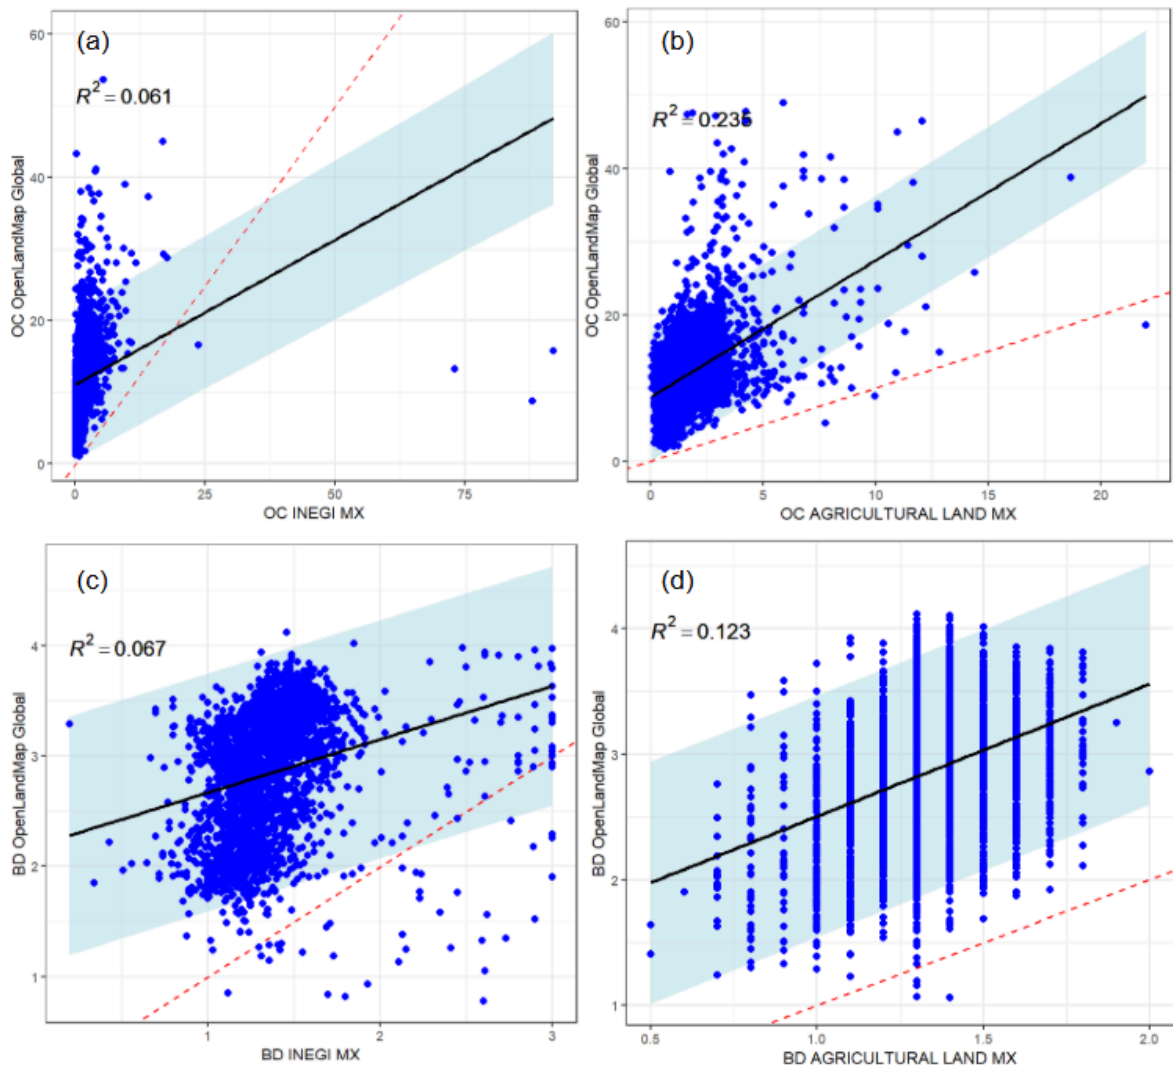 (a)
R² = 0.061
OC OpenLandMap Global
60
40
20
0
0 25 50 75
OC INEGI MX
(b)
R² = 0.235
OC OpenLandMap Global
60
40
20
0
0 5 10 15 20
OC AGRICULTURAL LAND MX
(c)
R² = 0.067
BD OpenLandMap Global
4
3
2
1
1 2 3
BD INEGI MX
(d)
R² = 0.123
BD OpenLandMap Global
4
3
2
1
0.5 1.0 1.5 2.0
BD AGRICULTURAL LAND MX